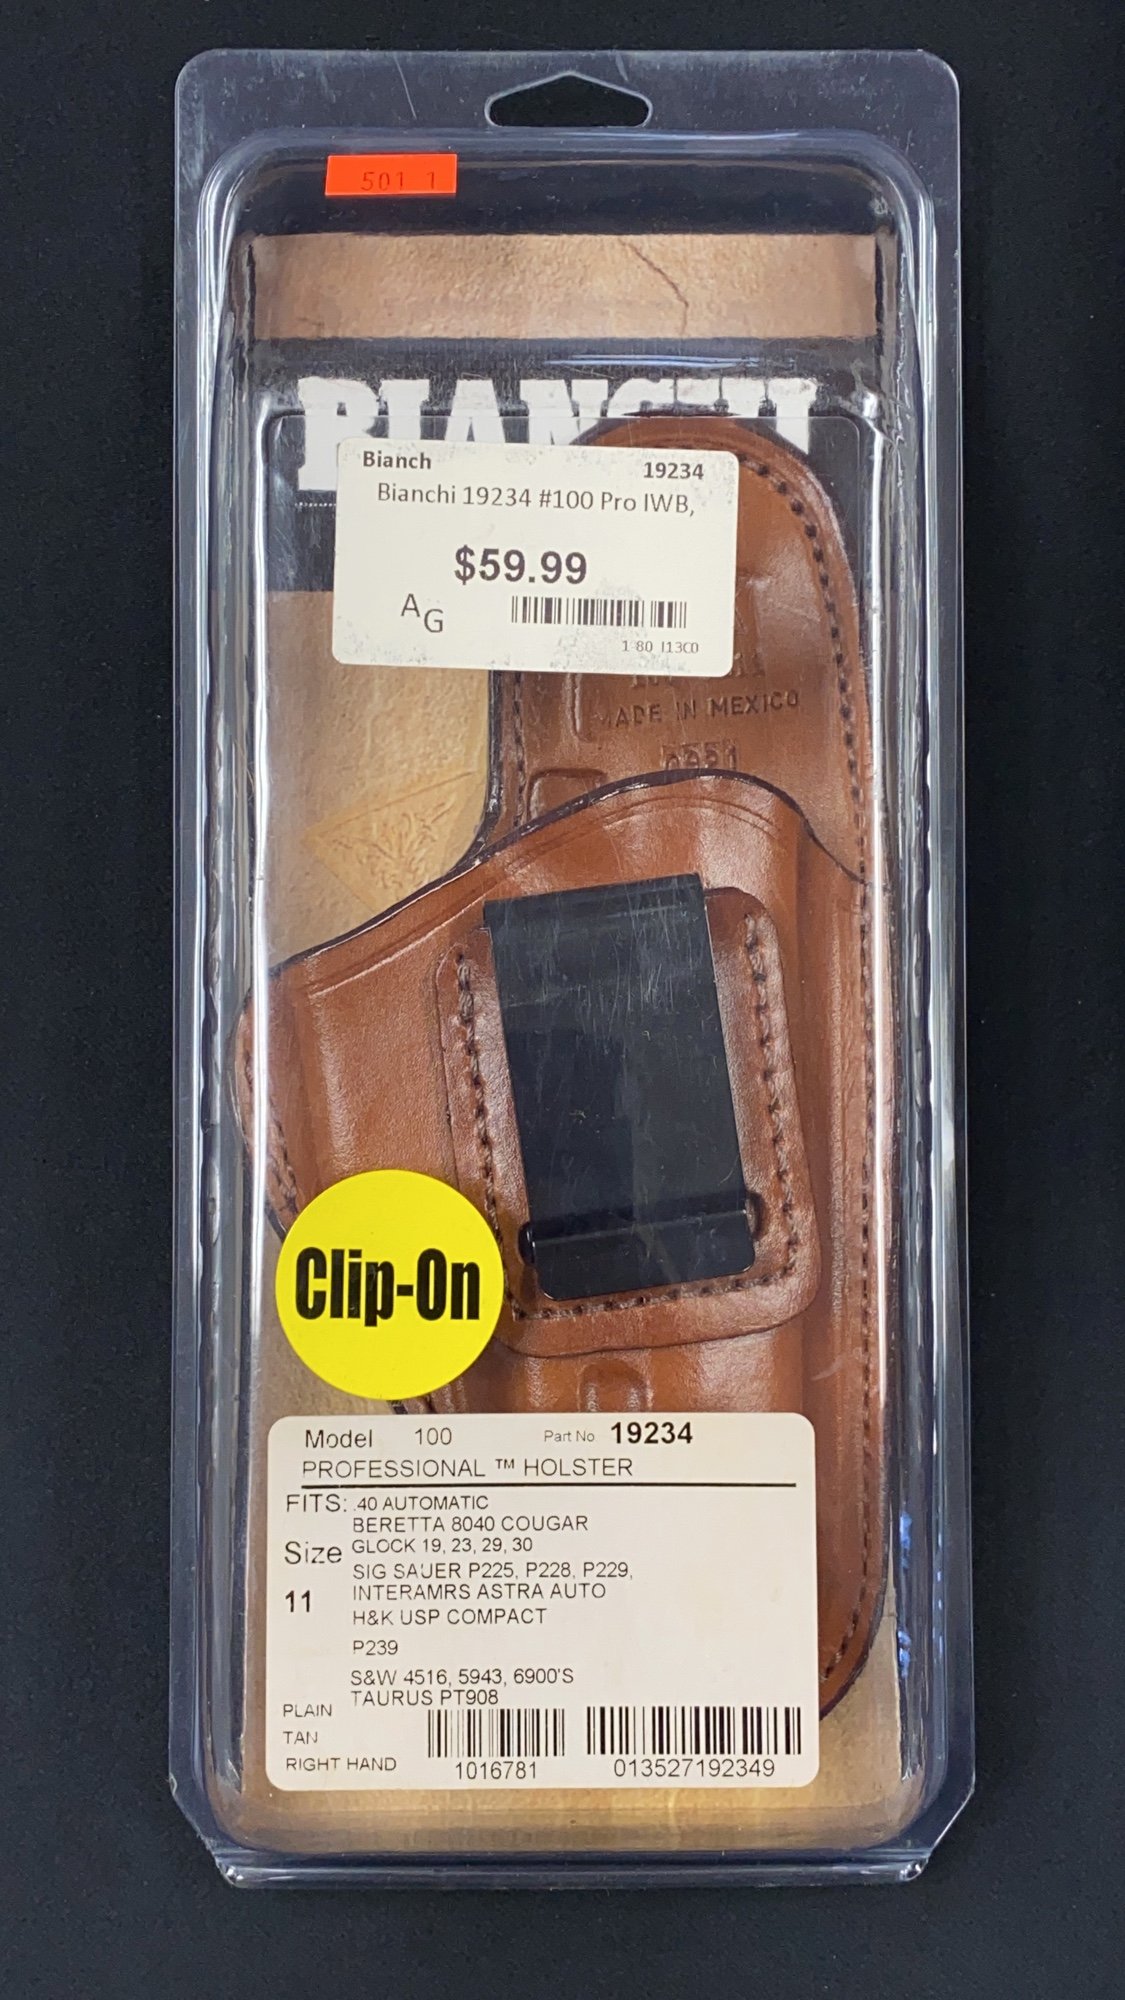 501 1
BIANCHI
Bianch 19234
Bianchi 19234 #100 Pro IWB,
$59.99
AG
1-80 I13C0
MADE IN MEXICO
Clip-On
Model 100 Part No. 19234
PROFESSIONAL ™ HOLSTER
FITS: .40 AUTOMATIC
BERETTA 8040 COUGAR
Size GLOCK 19, 23, 29, 30
SIG SAUER P225, P228, P229,
11 INTERAMRS ASTRA AUTO
H&K USP COMPACT
P239
S&W 4516, 5943, 6900'S
TAURUS PT908
PLAIN
TAN
RIGHT HAND 1016781 013527192349